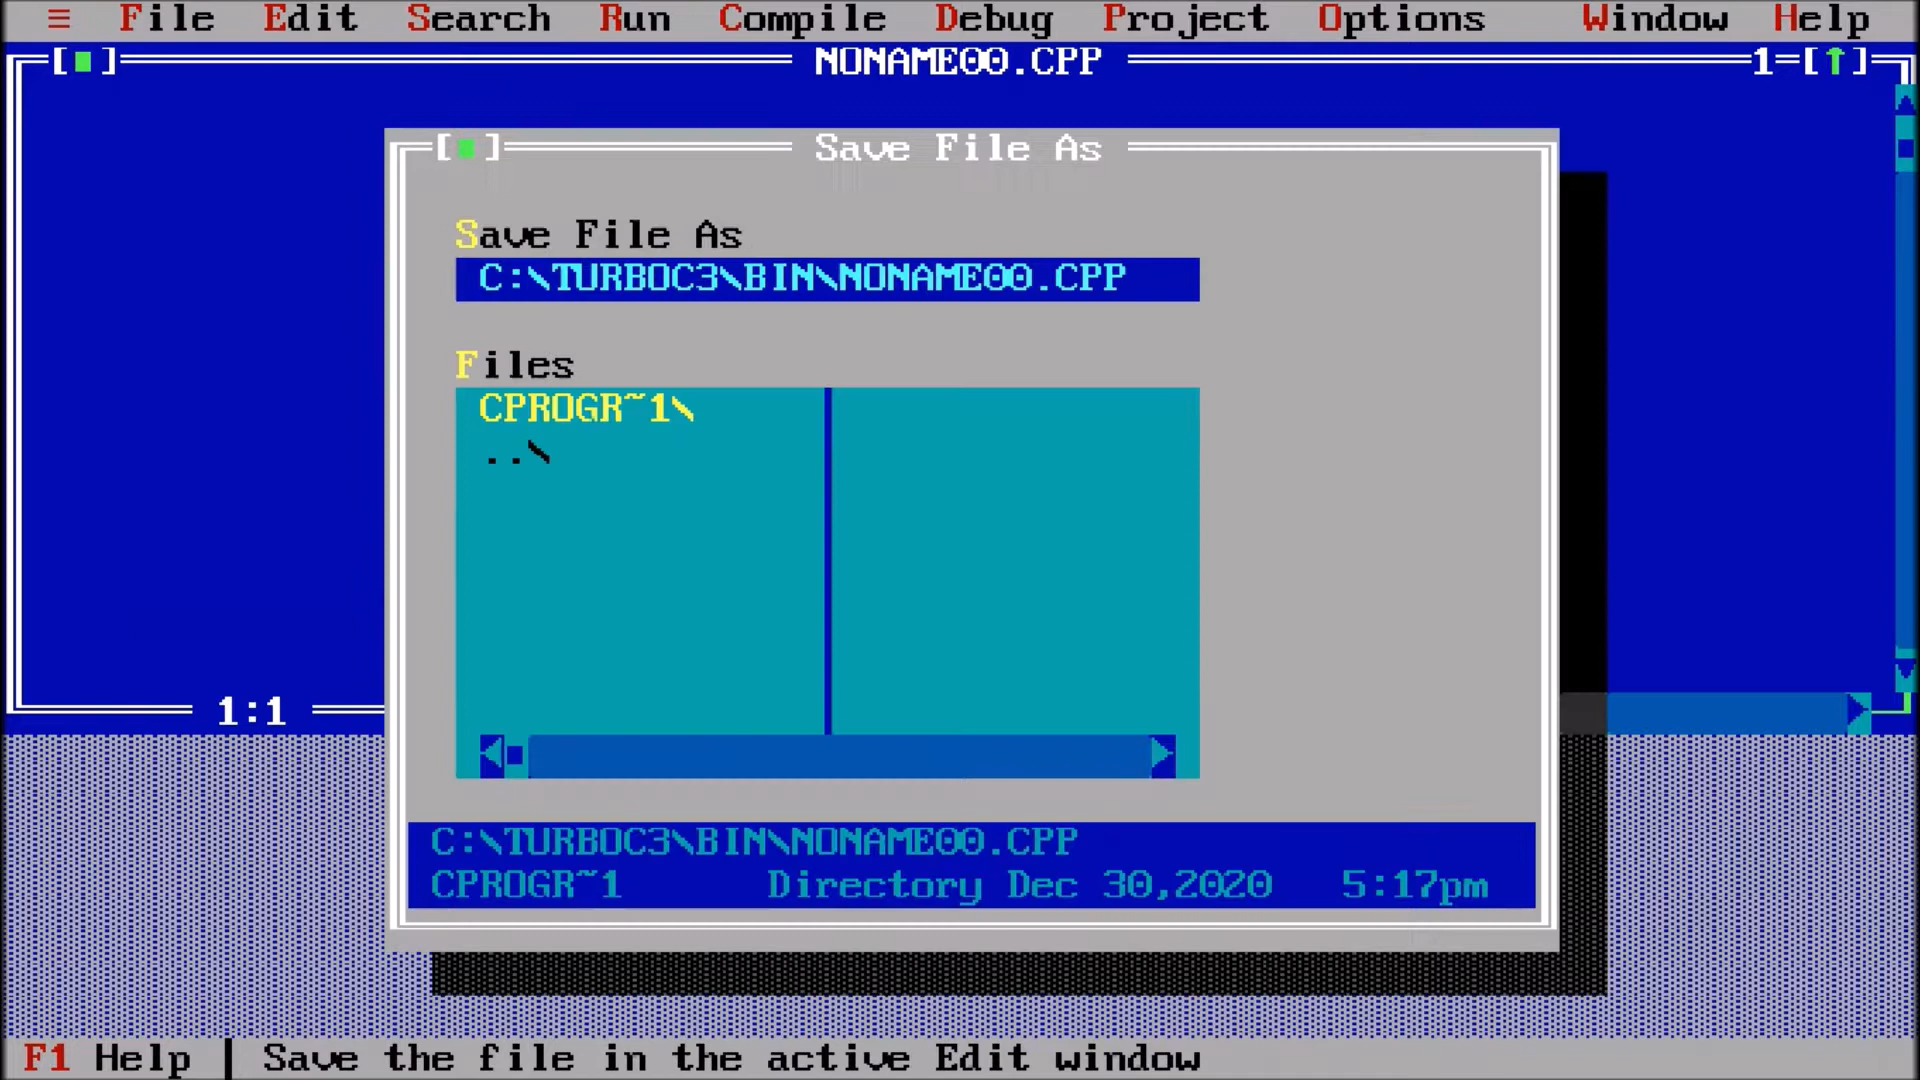 ≡ File Edit Search Run Compile Debug Project Options Window Help
[■] NONAME00.CPP 1=[↑]
[■] Save File As
Save File As
C:\TURBOC3\BIN\NONAME00.CPP
Files
CPROGR~1\
..\
1:1
C:\TURBOC3\BIN\NONAME00.CPP
CPROGR~1 Directory Dec 30,2020 5:17pm
F1 Help | Save the file in the active Edit window